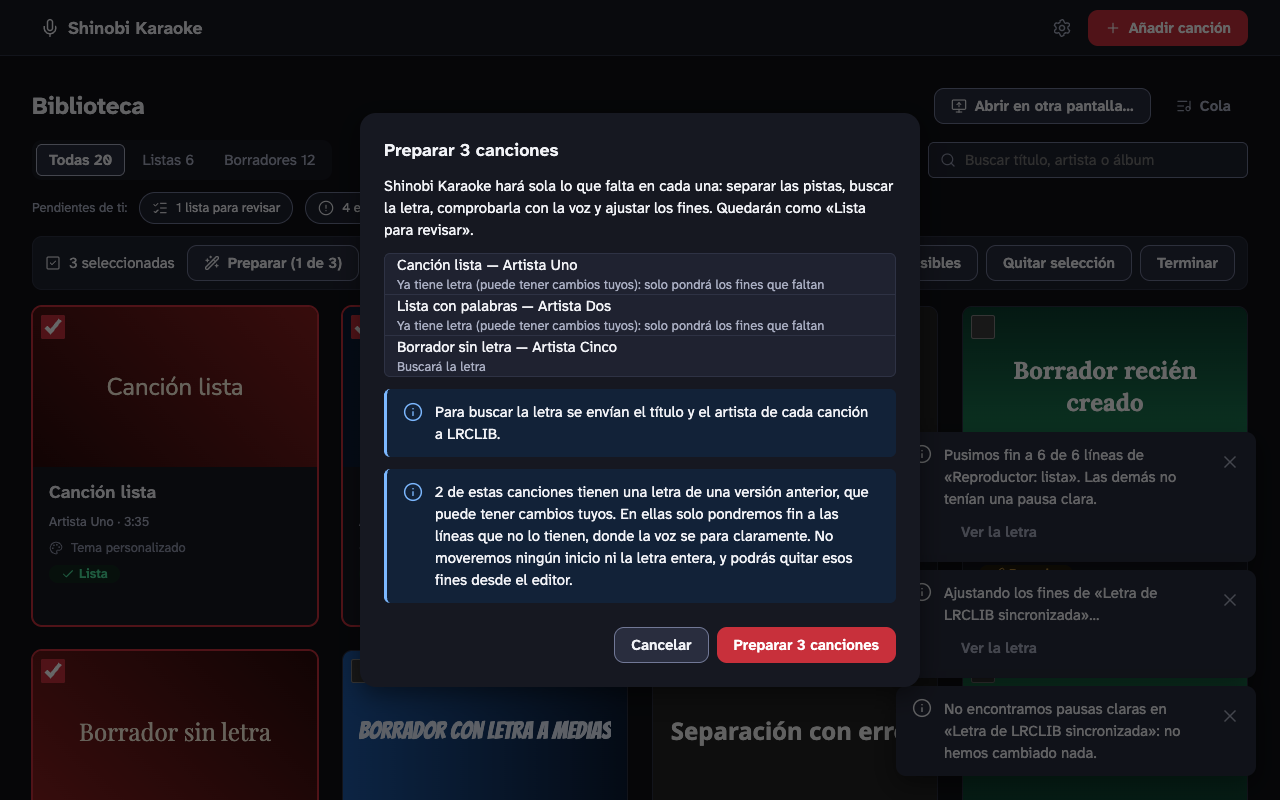 Shinobi Karaoke
Añadir canción
Biblioteca
Abrir en otra pantalla...
Cola
Todas 20
Listas 6
Borradores 12
Buscar título, artista o álbum
Pendientes de ti:
1 lista para revisar
4 e
3 seleccionadas
Preparar (1 de 3)
sibles
Quitar selección
Terminar
Preparar 3 canciones
Shinobi Karaoke hará sola lo que falta en cada una: separar las pistas, buscar
la letra, comprobarla con la voz y ajustar los fines. Quedarán como «Lista
para revisar».
Canción lista — Artista Uno
Ya tiene letra (puede tener cambios tuyos): solo pondrá los fines que faltan
Lista con palabras — Artista Dos
Ya tiene letra (puede tener cambios tuyos): solo pondrá los fines que faltan
Borrador sin letra — Artista Cinco
Buscará la letra
Para buscar la letra se envían el título y el artista de cada canción
a LRCLIB.
2 de estas canciones tienen una letra de una versión anterior, que
puede tener cambios tuyos. En ellas solo pondremos fin a las
líneas que no lo tienen, donde la voz se para claramente. No
moveremos ningún inicio ni la letra entera, y podrás quitar esos
fines desde el editor.
Cancelar
Preparar 3 canciones
Canción lista
Canción lista
Artista Uno · 3:35
Tema personalizado
Lista
Borrador recién
creado
Pusimos fin a 6 de 6 líneas de
«Reproductor: lista». Las demás no
tenían una pausa clara.
Ver la letra
Ajustando los fines de «Letra de
LRCLIB sincronizada»...
Ver la letra
No encontramos pausas claras en
«Letra de LRCLIB sincronizada»: no
hemos cambiado nada.
Borrador sin letra
BORRADOR CON LETRA A MEDIAS
Separación con erro